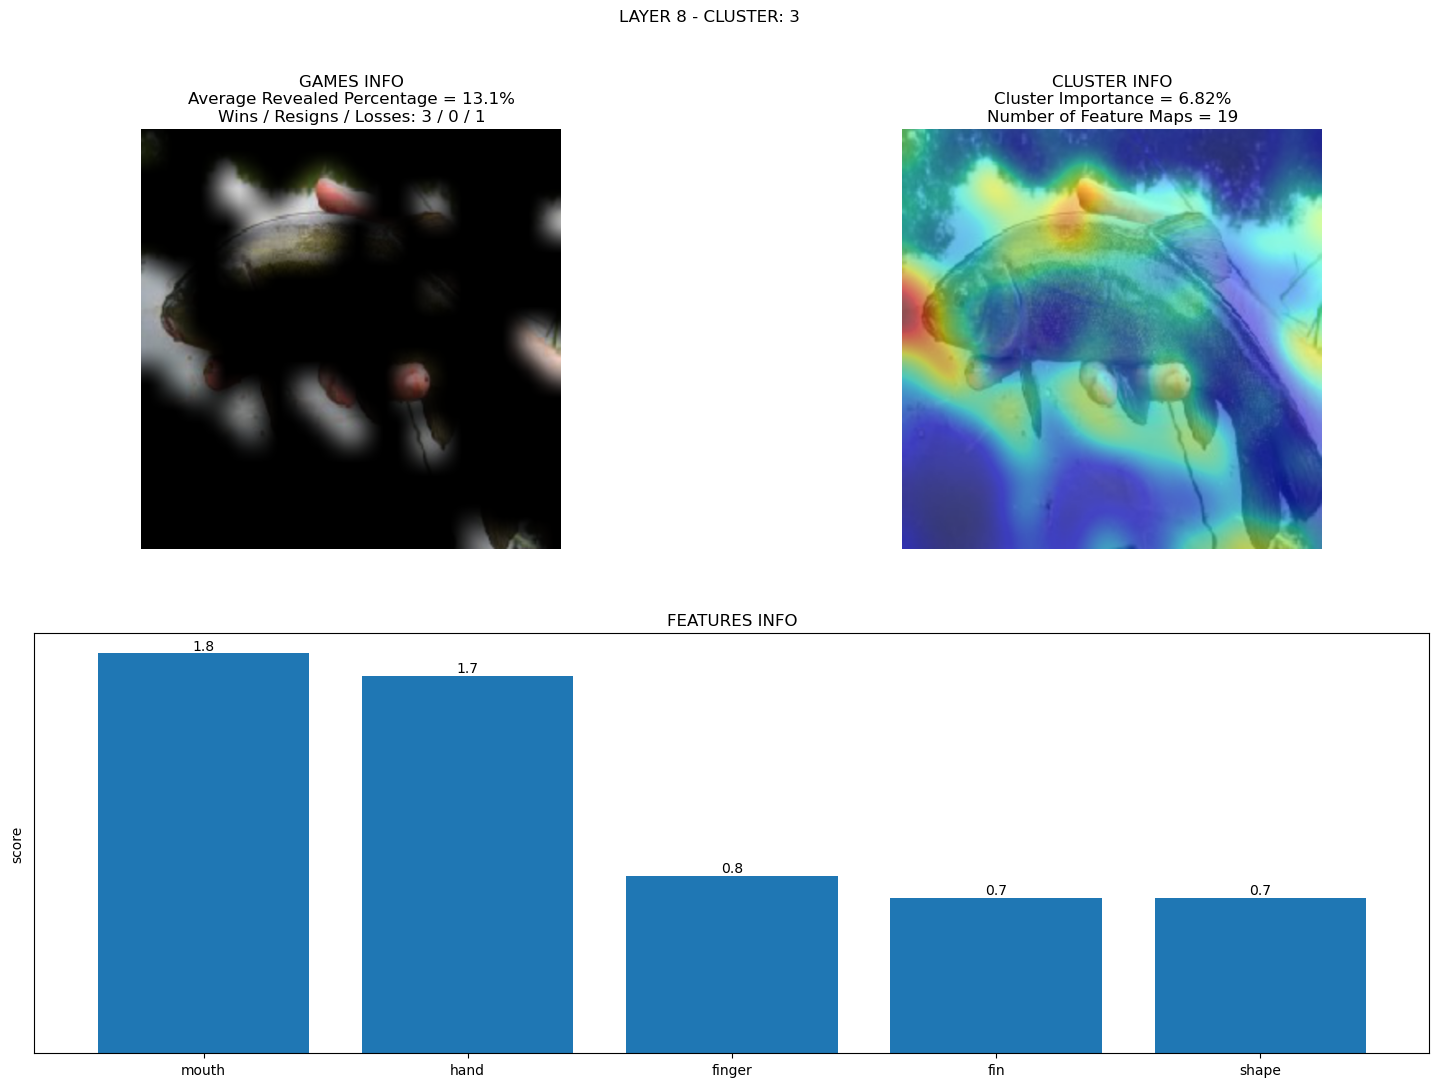 LAYER 8 - CLUSTER: 3
GAMES INFO
Average Revealed Percentage = 13.1%
Wins / Resigns / Losses: 3 / 0 / 1
CLUSTER INFO
Cluster Importance = 6.82%
Number of Feature Maps = 19
FEATURES INFO
score
1.8
1.7
0.8
0.7
0.7
mouth
hand
finger
fin
shape